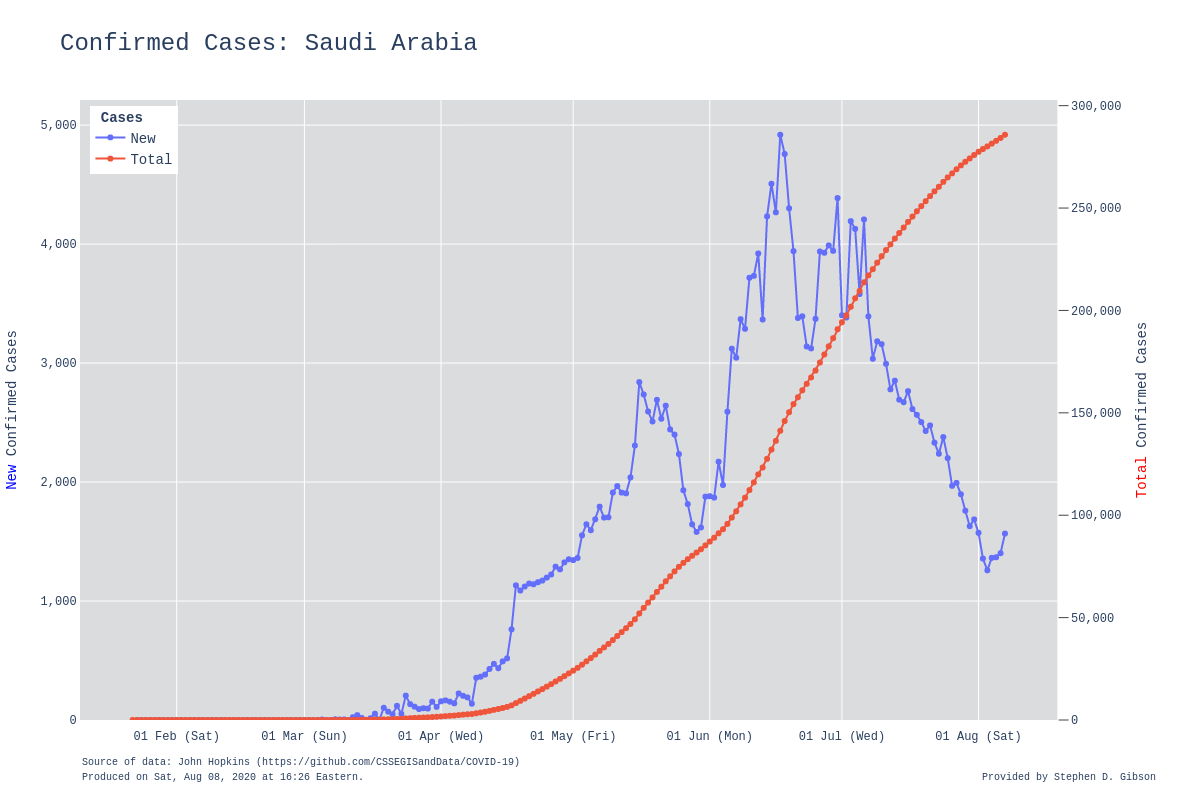 Confirmed Cases: Saudi Arabia
Cases
New
Total
5,000
4,000
3,000
2,000
1,000
0
New Confirmed Cases
300,000
250,000
200,000
150,000
100,000
50,000
0
Total Confirmed Cases
01 Feb (Sat) 01 Mar (Sun) 01 Apr (Wed) 01 May (Fri) 01 Jun (Mon) 01 Jul (Wed) 01 Aug (Sat)
Source of data: John Hopkins (https://github.com/CSSEGISandData/COVID-19)
Produced on Sat, Aug 08, 2020 at 16:26 Eastern.
Provided by Stephen D. Gibson